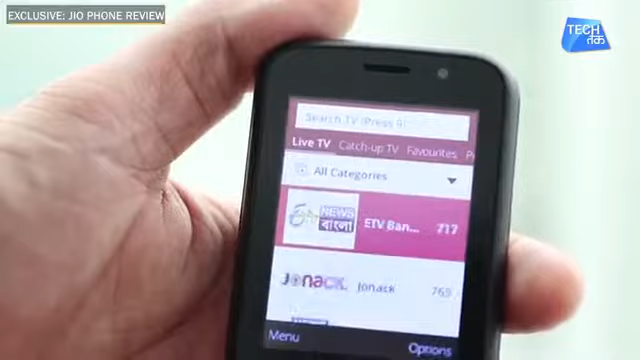 EXCLUSIVE: JIO PHONE REVIEW
TECH
तक
Search TV (Press 9)
Live TV Catch-up TV Favourites
All Categories
NEWS
বাংলা
ETV Ban... 717
Jonack Jonack 769
Menu Options